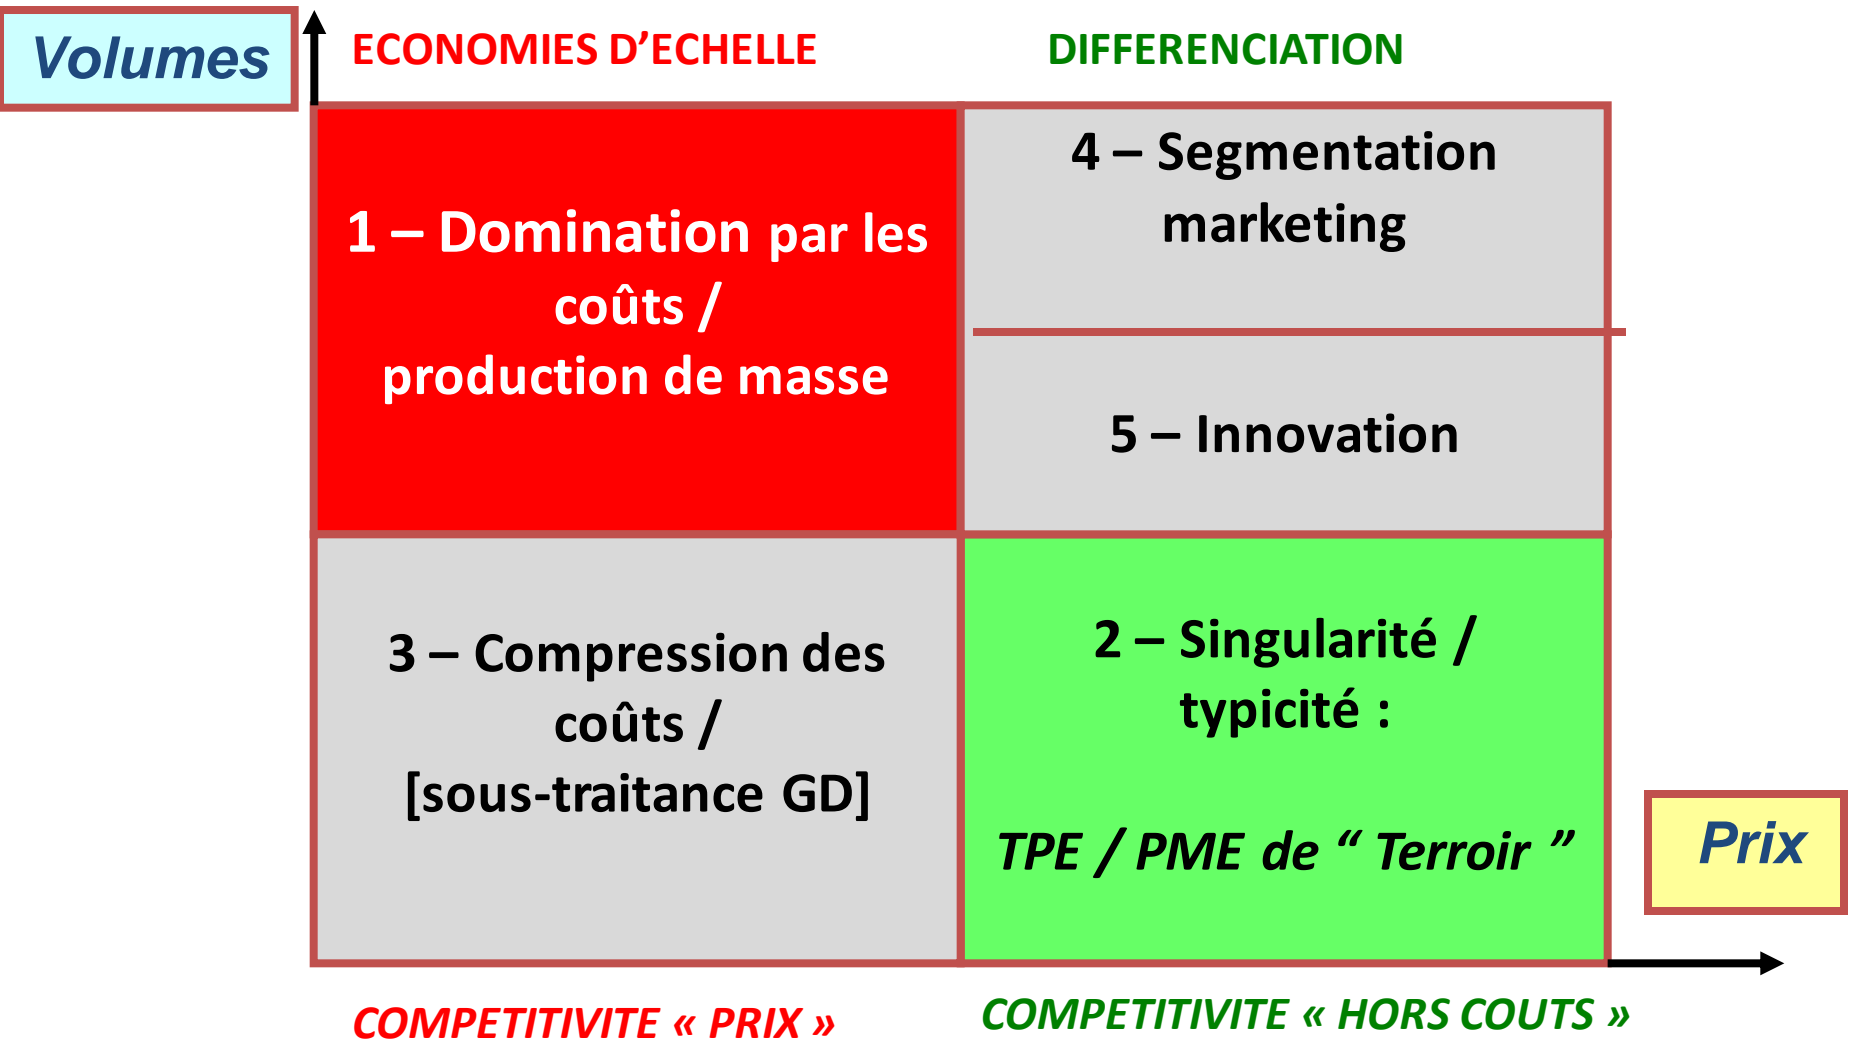 Volumes
ECONOMIES D’ECHELLE
DIFFERENCIATION
1 – Domination par les
coûts /
production de masse
4 – Segmentation
marketing
5 – Innovation
3 – Compression des
coûts /
[sous-traitance GD]
2 – Singularité /
typicité :
TPE / PME de “ Terroir ”
Prix
COMPETITIVITE « PRIX »
COMPETITIVITE « HORS COUTS »